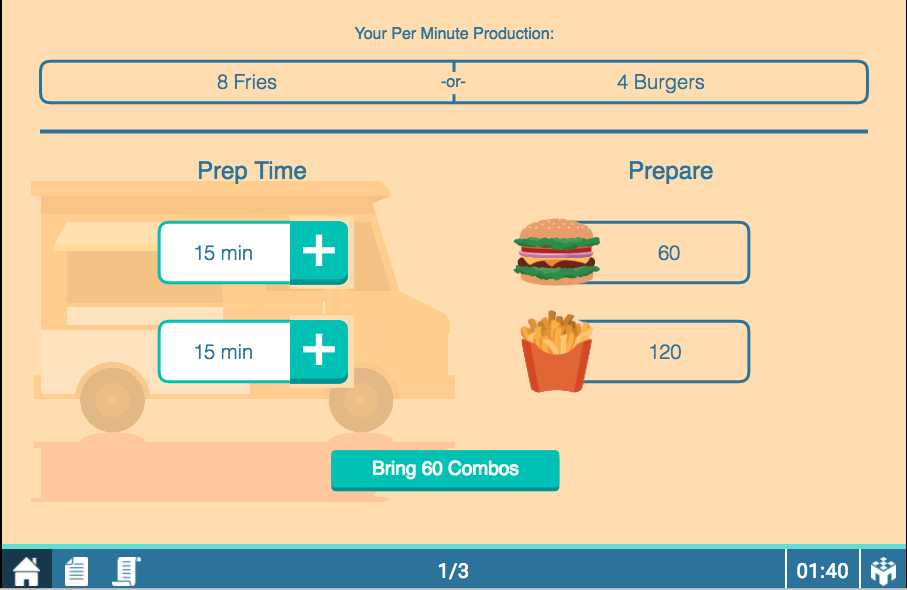 Your Per Minute Production:
8 Fries -or- 4 Burgers
Prep Time Prepare
15 min + 60
15 min + 120
Bring 60 Combos
1/3 01:40